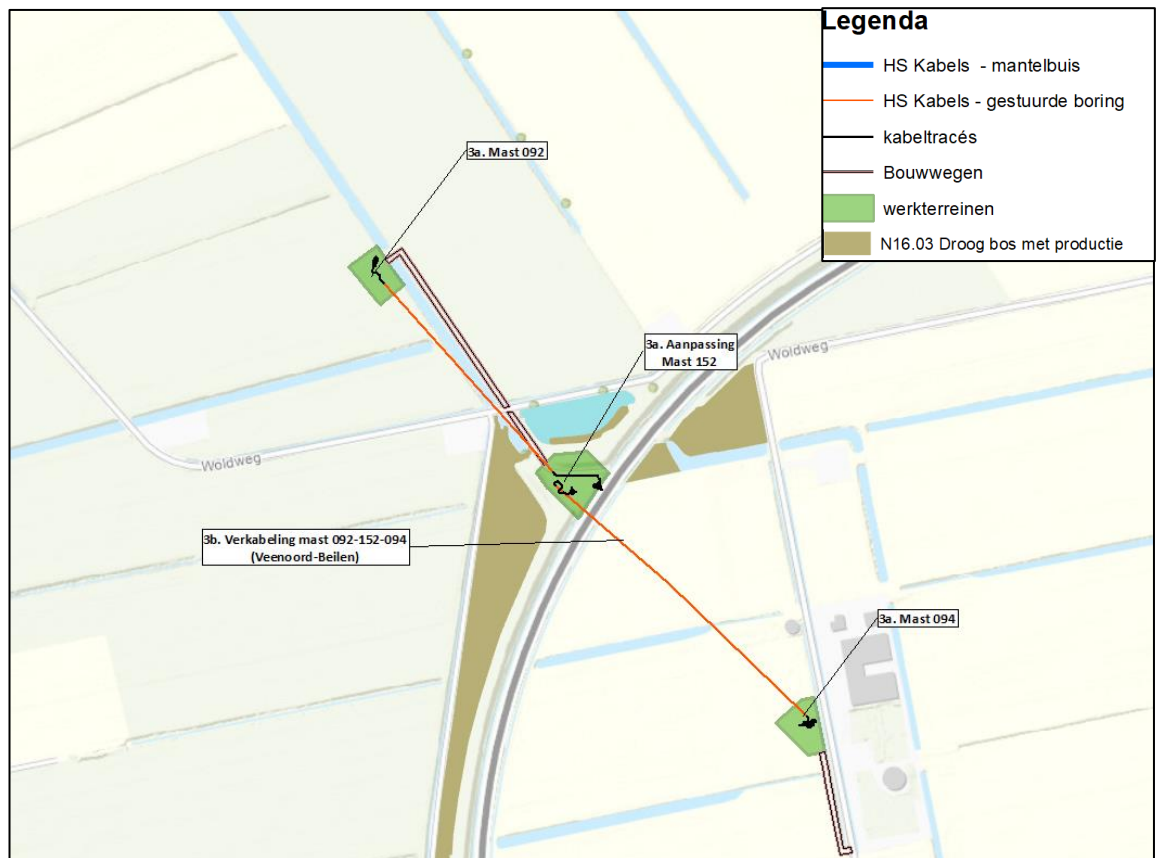 Legenda
HS Kabels - mantelbuis
HS Kabels - gestuurde boring
kabeltracés
Bouwwegen
werkterreinen
N16.03 Droog bos met productie
3a. Mast 092
3a. Aanpassing
Mast 152
Woldweg
Woldweg
3b. Verkabeling mast 092-152-094
(Veenoord-Beilen)
3a. Mast 094